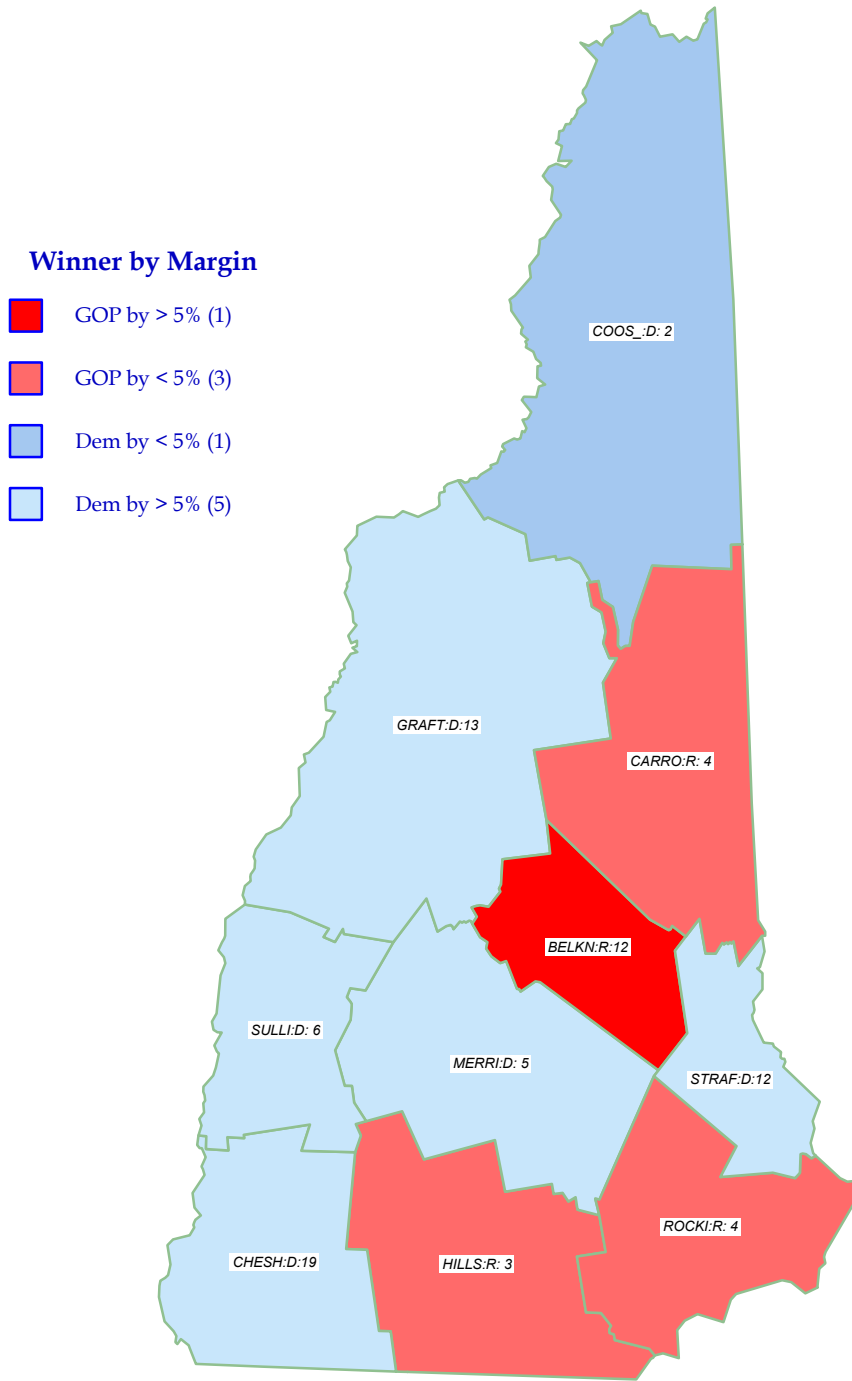 Winner by Margin
GOP by > 5% (1)
GOP by < 5% (3)
Dem by < 5% (1)
Dem by > 5% (5)
COOS_:D: 2
GRAFT:D:13
CARRO:R: 4
BELKN:R:12
SULLI:D: 6
MERRI:D: 5
STRAF:D:12
ROCKI:R: 4
CHESH:D:19
HILLS:R: 3